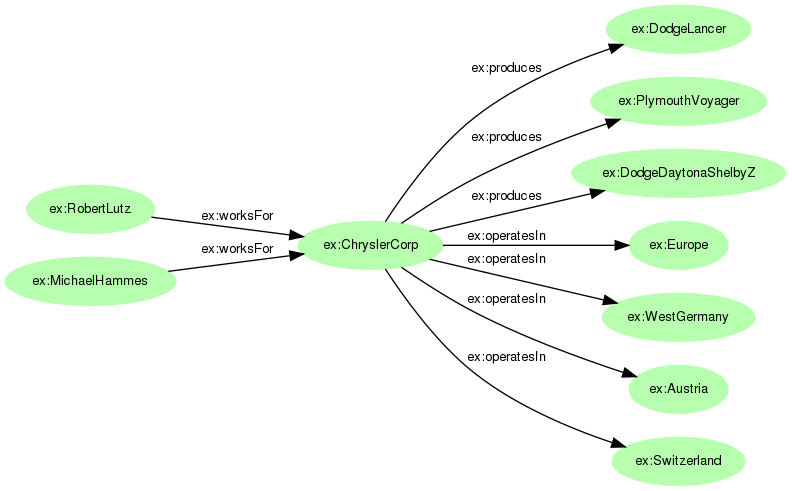 ex:DodgeLancer
ex:produces
ex:PlymouthVoyager
ex:produces
ex:DodgeDaytonaShelbyZ
ex:produces
ex:RobertLutz
ex:worksFor
ex:ChryslerCorp
ex:operatesIn
ex:Europe
ex:worksFor
ex:operatesIn
ex:MichaelHammes
ex:operatesIn
ex:WestGermany
ex:operatesIn
ex:Austria
ex:Switzerland